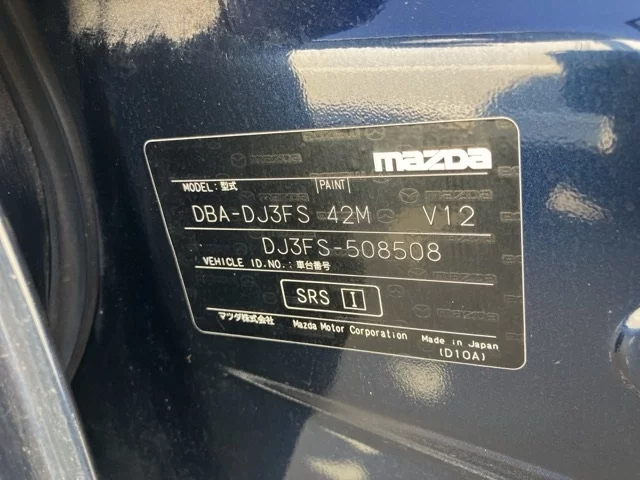 mazda
MODEL:型式 PAINT
DBA-DJ3FS 42M V12
DJ3FS-508508
VEHICLE ID.NO.:車台番号
SRS I
マツダ株式会社 Mazda Motor Corporation Made in Japan
(D10A)